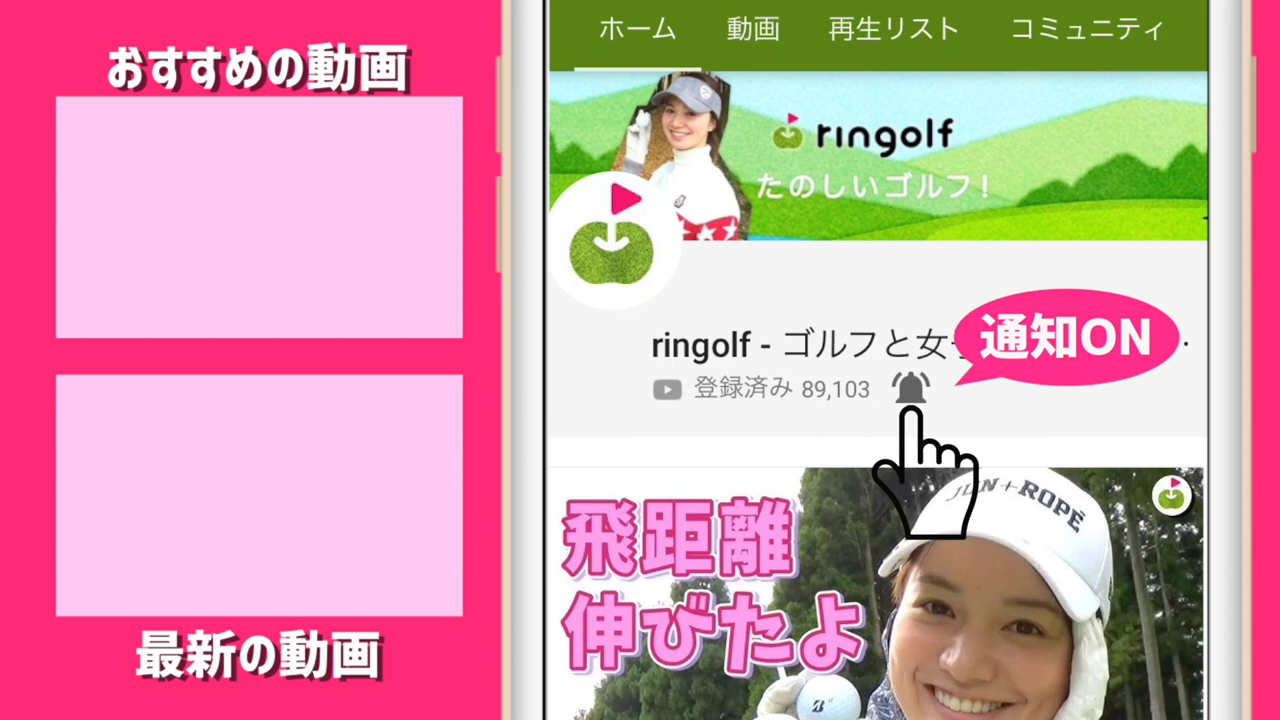 おすすめの動画
最新の動画
ホーム 動画 再生リスト コミュニティ
ringolf
たのしいゴルフ!
ringolf - ゴルフと女
通知ON
登録済み 89,103
JUN+ROPÉ
飛距離
伸びたよ
B